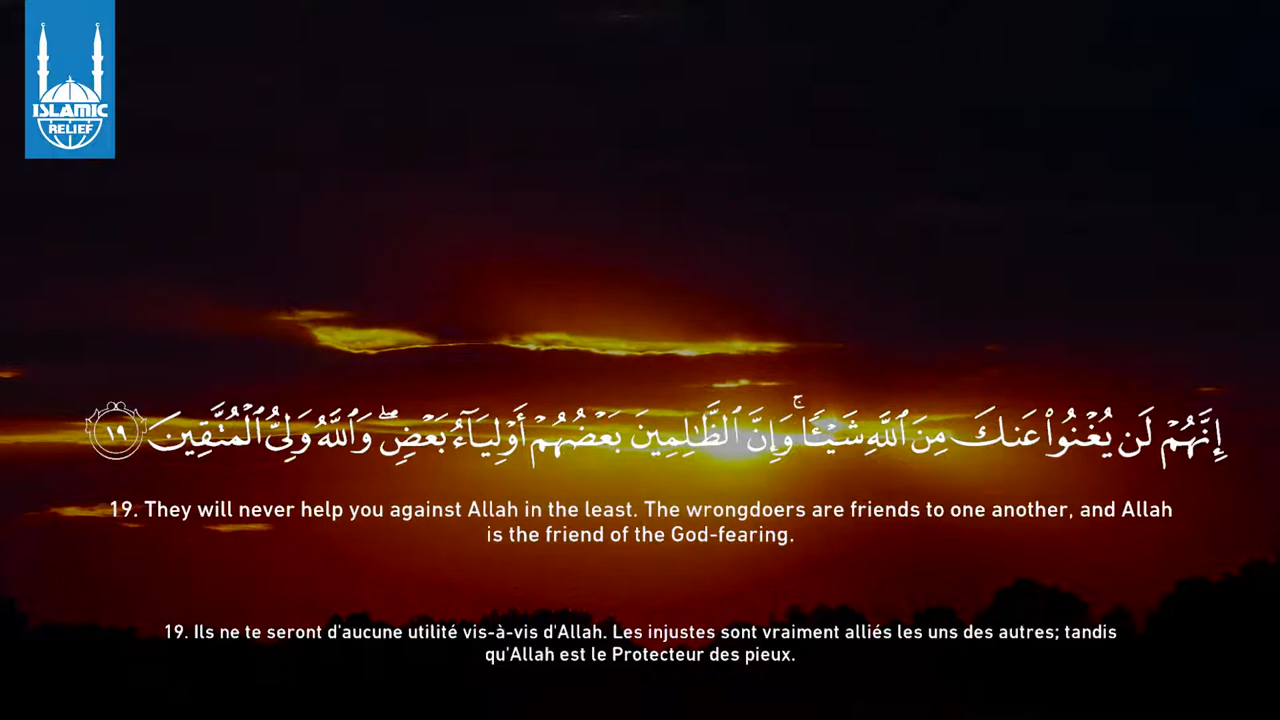 ISLAMIC
RELIEF
إِنَّهُمْ لَن يُغْنُوا۟ عَنكَ مِنَ ٱللَّهِ شَيْـًٔا ۚ وَإِنَّ ٱلظَّـٰلِمِينَ بَعْضُهُمْ أَوْلِيَآءُ بَعْضٍ ۖ وَٱللَّهُ وَلِىُّ ٱلْمُتَّقِينَ ١٩
19. They will never help you against Allah in the least. The wrongdoers are friends to one another, and Allah
is the friend of the God-fearing.
19. Ils ne te seront d'aucune utilité vis-à-vis d'Allah. Les injustes sont vraiment alliés les uns des autres; tandis
qu'Allah est le Protecteur des pieux.